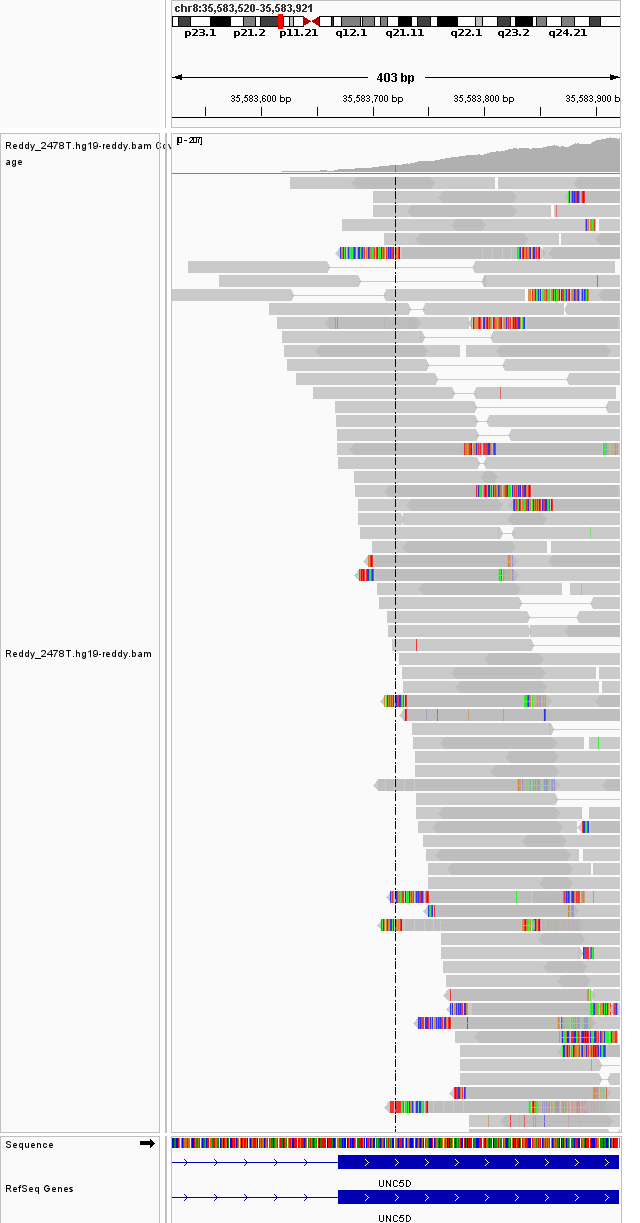 chr8:35,583,520-35,583,921
p23.1 p21.2 p11.21 q12.1 q21.11 q22.1 q23.2 q24.21
403 bp
35,583,600 bp 35,583,700 bp 35,583,800 bp 35,583,900 b
Reddy_2478T.hg19-reddy.bam Cov
age
[0 - 207]
Reddy_2478T.hg19-reddy.bam
Sequence
RefSeq Genes
UNC5D
UNC5D